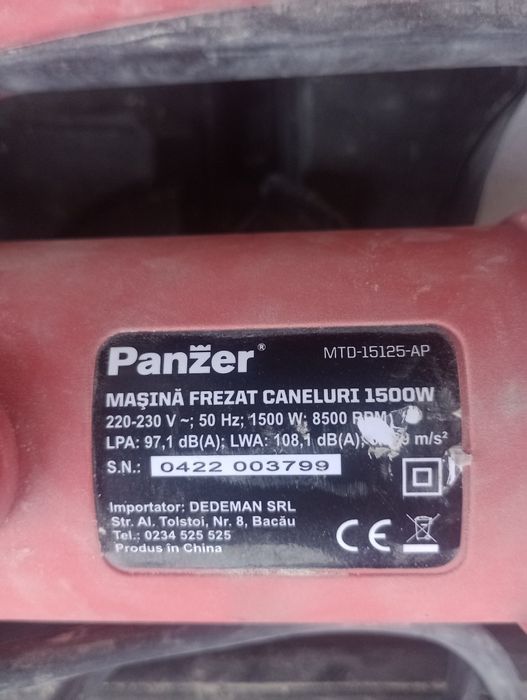 Panzer® MTD-15125-AP
MAŞINĂ FREZAT CANELURI 1500W
220-230 V ~; 50 Hz; 1500 W; 8500 RPM
LPA: 97,1 dB(A); LWA: 108,1 dB(A); m/s²
S.N.: 0422 003799
Importator: DEDEMAN SRL
Str. Al. Tolstoi, Nr. 8, Bacău
Tel.: 0234 525 525
Produs în China
CE